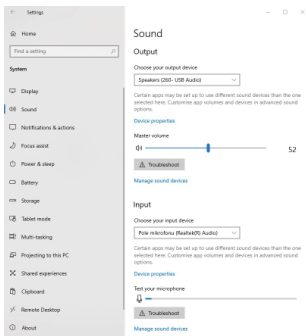 Settings
Home
Find a setting
System
Display
Sound
Notifications & actions
Focus assist
Power & sleep
Battery
Storage
Tablet mode
Multi-tasking
Projecting to this PC
Shared experiences
Clipboard
Remote Desktop
About
Sound
Output
Choose your output device
Speakers (260- USB Audio)
Certain apps may be set up to use different sound devices than the one
selected here. Customise app volumes and devices in advanced sound
options.
Device properties
Master volume
52
Troubleshoot
Manage sound devices
Input
Choose your input device
Pole mikrofonu (Realtek(R) Audio)
Certain apps may be set up to use different sound devices than the one
selected here. Customise app volumes and devices in advanced sound
options.
Device properties
Test your microphone
Troubleshoot
Manage sound devices